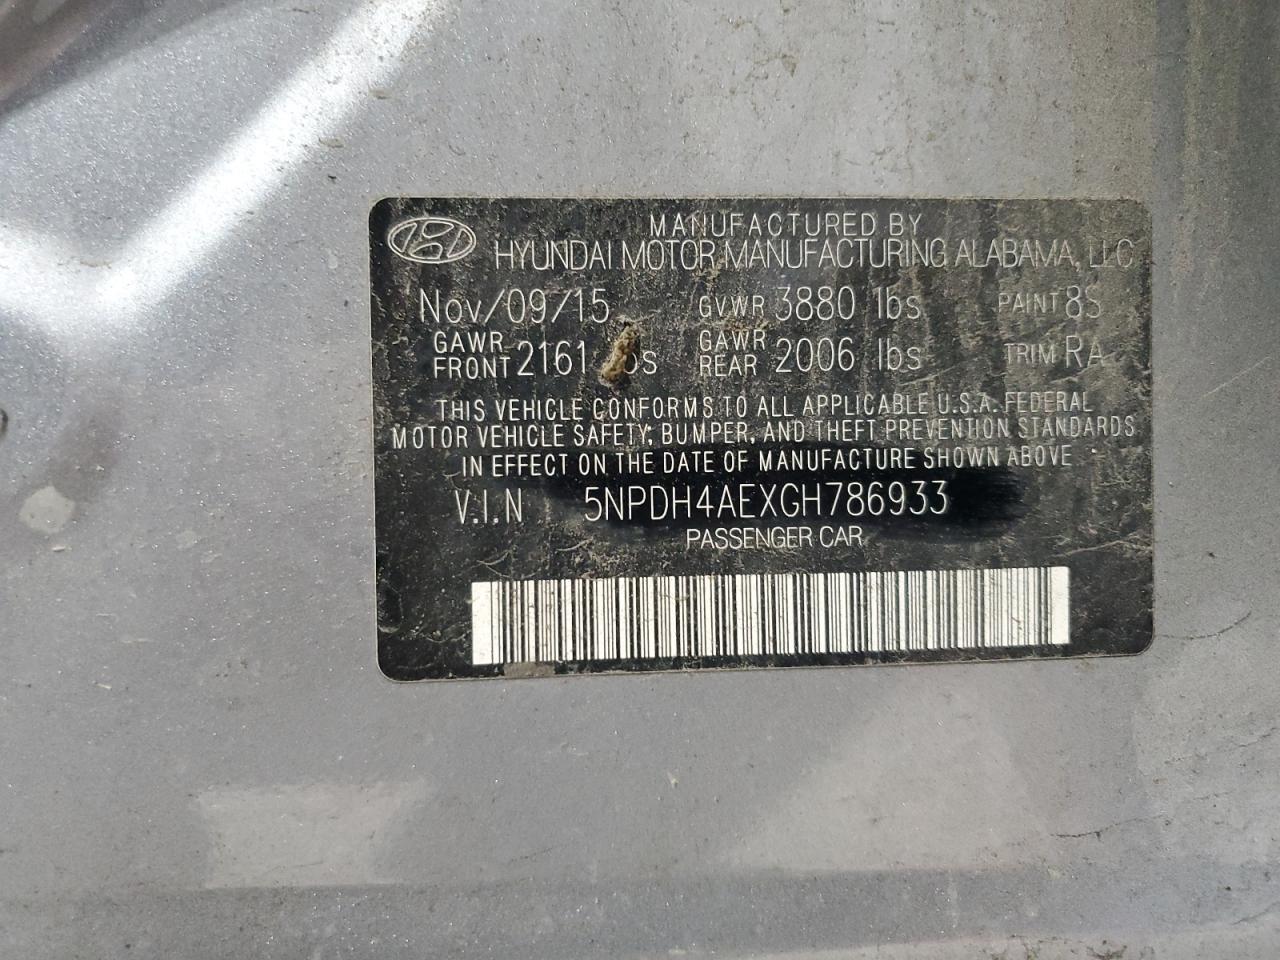 MANUFACTURED BY
HYUNDAI MOTOR MANUFACTURING ALABAMA, LLC
Nov/09/15 GVWR 3880 lbs PAINT 8S
GAWR FRONT 2161 GAWR REAR 2006 lbs TRIM RA
THIS VEHICLE CONFORMS TO ALL APPLICABLE U.S.A. FEDERAL
MOTOR VEHICLE SAFETY, BUMPER, AND THEFT PREVENTION STANDARDS
IN EFFECT ON THE DATE OF MANUFACTURE SHOWN ABOVE
V.I.N 5NPDH4AEXGH786933
PASSENGER CAR